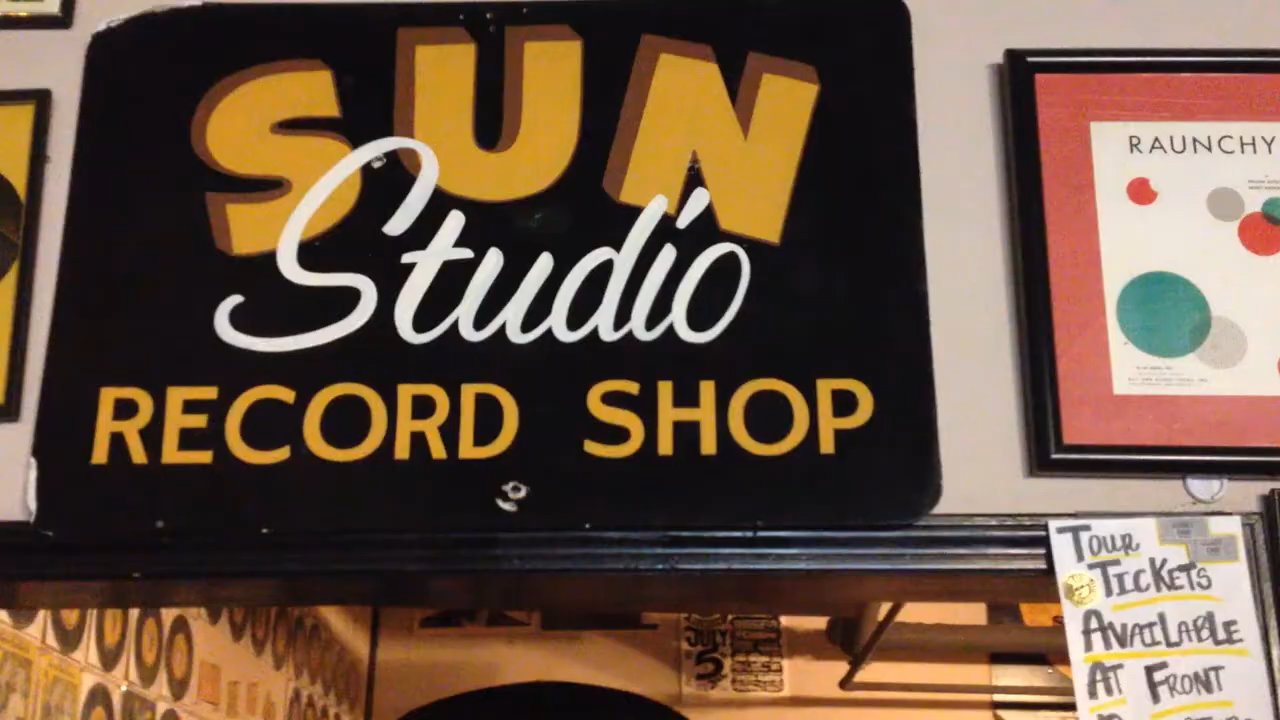 SUN
Studio
RECORD SHOP
RAUNCHY
TOUR
TICKETS
AVAILABLE
AT FRONT
JULY
5